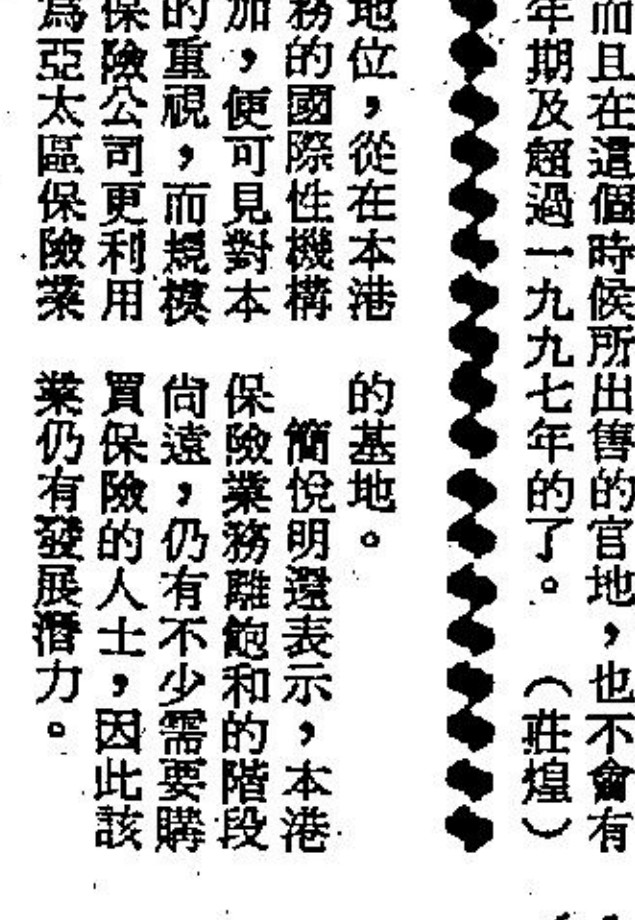 而且在這個時候所出售的官地，也不會有
年期及超過一九九七年的了。　（莊煌）
地位，從在本港
務的國際性機構
加，便可見對本
的重視，而規模
保險公司更利用
為亞太區保險業
的基地。
簡悅明還表示，本港
保險業務離飽和的階段
尚遠，仍有不少需要購
買保險的人士，因此該
業仍有發展潛力。